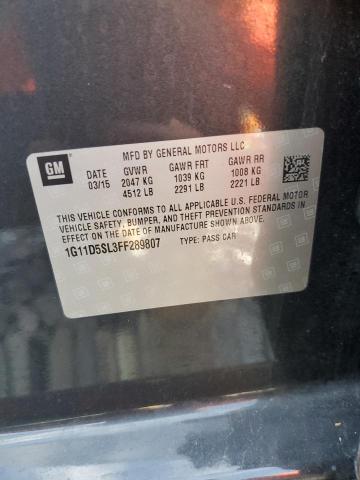 GM
MFD BY GENERAL MOTORS LLC
DATE GVWR GAWR FRT GAWR RR
03/15 2047 KG 1039 KG 1008 KG
4512 LB 2291 LB 2221 LB
THIS VEHICLE CONFORMS TO ALL APPLICABLE U.S. FEDERAL MOTOR
VEHICLE SAFETY, BUMPER, AND THEFT PREVENTION STANDARDS IN
EFFECT ON THE DATE OF MANUFACTURE SHOWN ABOVE.
1G11D5SL3FF289807 TYPE: PASS CAR